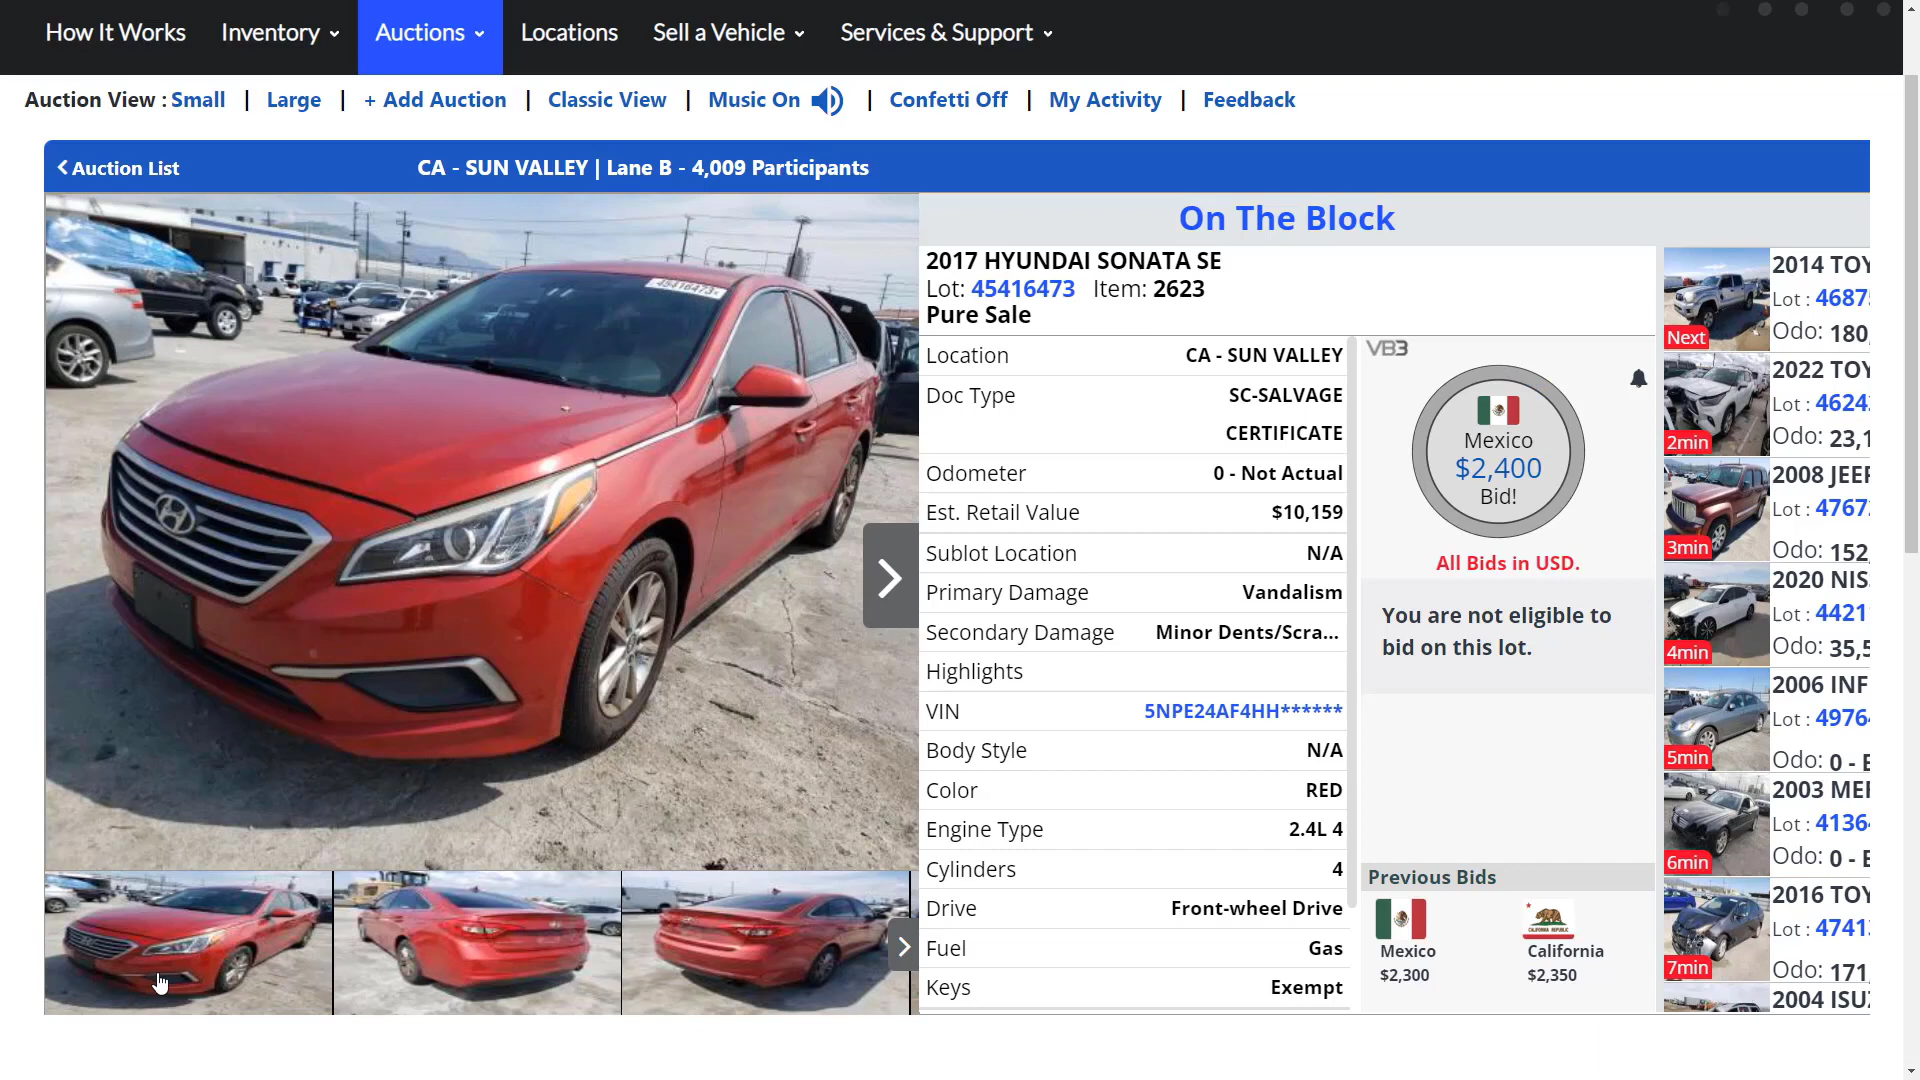 How It Works
Inventory
Auctions
Locations
Sell a Vehicle
Services & Support
Auction View : Small | Large | + Add Auction | Classic View | Music On | Confetti Off | My Activity | Feedback
Auction List
CA - SUN VALLEY | Lane B - 4,009 Participants
45416473
On The Block
2017 HYUNDAI SONATA SE
Lot: 45416473 Item: 2623
Pure Sale
Location CA - SUN VALLEY
Doc Type SC-SALVAGE
CERTIFICATE
Odometer 0 - Not Actual
Est. Retail Value $10,159
Sublot Location N/A
Primary Damage Vandalism
Secondary Damage Minor Dents/Scra...
Highlights
VIN 5NPE24AF4HH******
Body Style N/A
Color RED
Engine Type 2.4L 4
Cylinders 4
Drive Front-wheel Drive
Fuel Gas
Keys Exempt
VB3
Mexico
$2,400
Bid!
All Bids in USD.
You are not eligible to
bid on this lot.
Previous Bids
Mexico
$2,300
California
$2,350
Next
2014 TOY
Lot : 4687
Odo: 180,
2min
2022 TOY
Lot : 4624
Odo: 23,1
3min
2008 JEEP
Lot : 4767
Odo: 152,
4min
2020 NIS
Lot : 4421
Odo: 35,5
5min
2006 INF
Lot : 4976
Odo: 0 - E
6min
2003 MER
Lot : 4136
Odo: 0 - E
7min
2016 TOY
Lot : 4741
Odo: 171,
2004 ISUZ